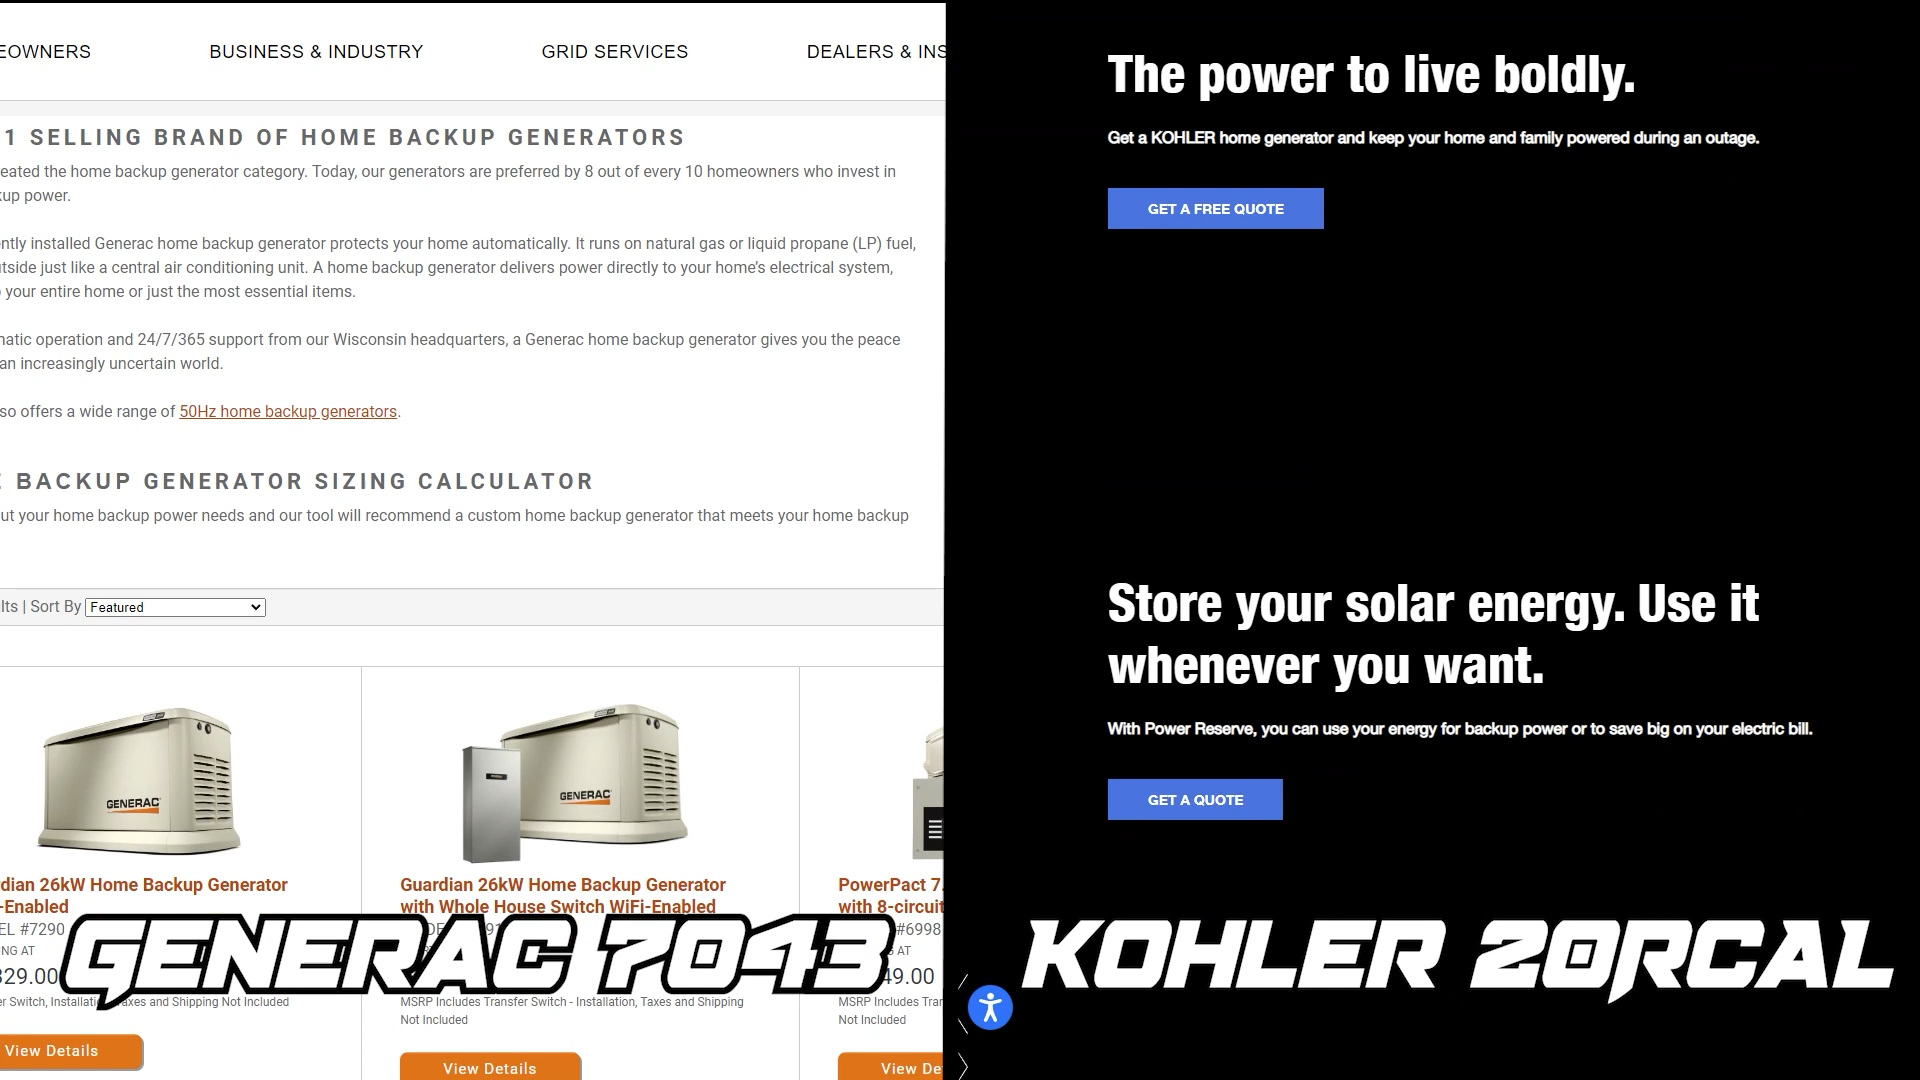 EOWNERS
BUSINESS & INDUSTRY
GRID SERVICES
DEALERS & INS
1 SELLING BRAND OF HOME BACKUP GENERATORS
eated the home backup generator category. Today, our generators are preferred by 8 out of every 10 homeowners who invest in
kup power.
ently installed Generac home backup generator protects your home automatically. It runs on natural gas or liquid propane (LP) fuel,
tside just like a central air conditioning unit. A home backup generator delivers power directly to your home's electrical system,
your entire home or just the most essential items.
natic operation and 24/7/365 support from our Wisconsin headquarters, a Generac home backup generator gives you the peace
an increasingly uncertain world.
so offers a wide range of 50Hz home backup generators.
BACKUP GENERATOR SIZING CALCULATOR
ut your home backup power needs and our tool will recommend a custom home backup generator that meets your home backup
lts | Sort By Featured
GENERAC
GENERAC
rdian 26kW Home Backup Generator
-Enabled
EL #7290
NG AT
329.00
er Switch, Installati Taxes and Shipping Not Included
View Details
Guardian 26kW Home Backup Generator
with Whole House Switch WiFi-Enabled
MSRP Includes Transfer Switch - Installation, Taxes and Shipping
Not Included
View Details
PowerPact 7.
with 8-circuit
#6998
AT
49.00
MSRP Includes Tra
Not Included
View De
GENERAC 7043
The power to live boldly.
Get a KOHLER home generator and keep your home and family powered during an outage.
GET A FREE QUOTE
Store your solar energy. Use it
whenever you want.
With Power Reserve, you can use your energy for backup power or to save big on your electric bill.
GET A QUOTE
KOHLER 20RCAL